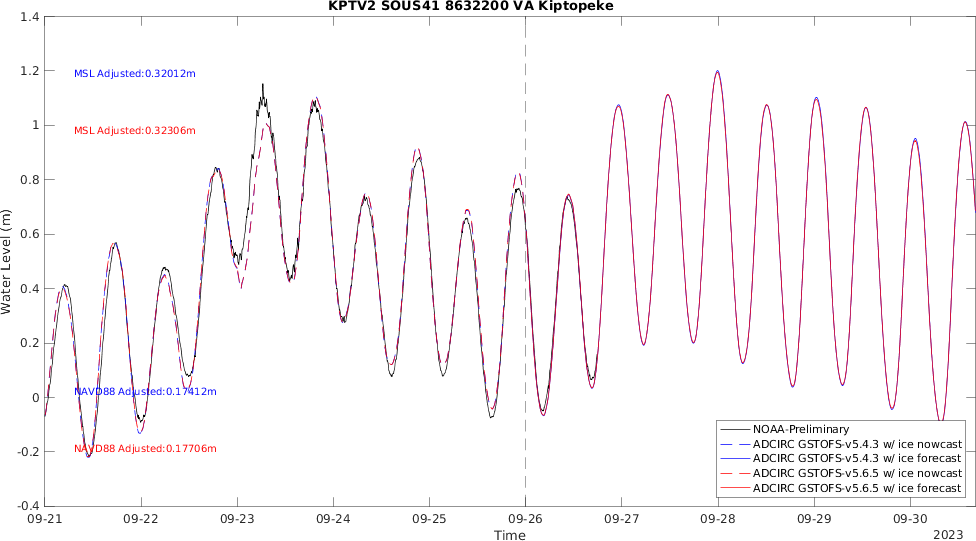 KPTV2 SOUS41 8632200 VA Kiptopeke
1.4
1.2
1
0.8
0.6
0.4
0.2
0
-0.2
-0.4
Water Level (m)
MSL Adjusted:0.32012m
MSL Adjusted:0.32306m
NAVD88 Adjusted:0.17412m
NAVD88 Adjusted:0.17706m
NOAA-Preliminary
ADCIRC GSTOFS-v5.4.3 w/ ice nowcast
ADCIRC GSTOFS-v5.4.3 w/ ice forecast
ADCIRC GSTOFS-v5.6.5 w/ ice nowcast
ADCIRC GSTOFS-v5.6.5 w/ ice forecast
09-21 09-22 09-23 09-24 09-25 09-26 09-27 09-28 09-29 09-30
Time
2023